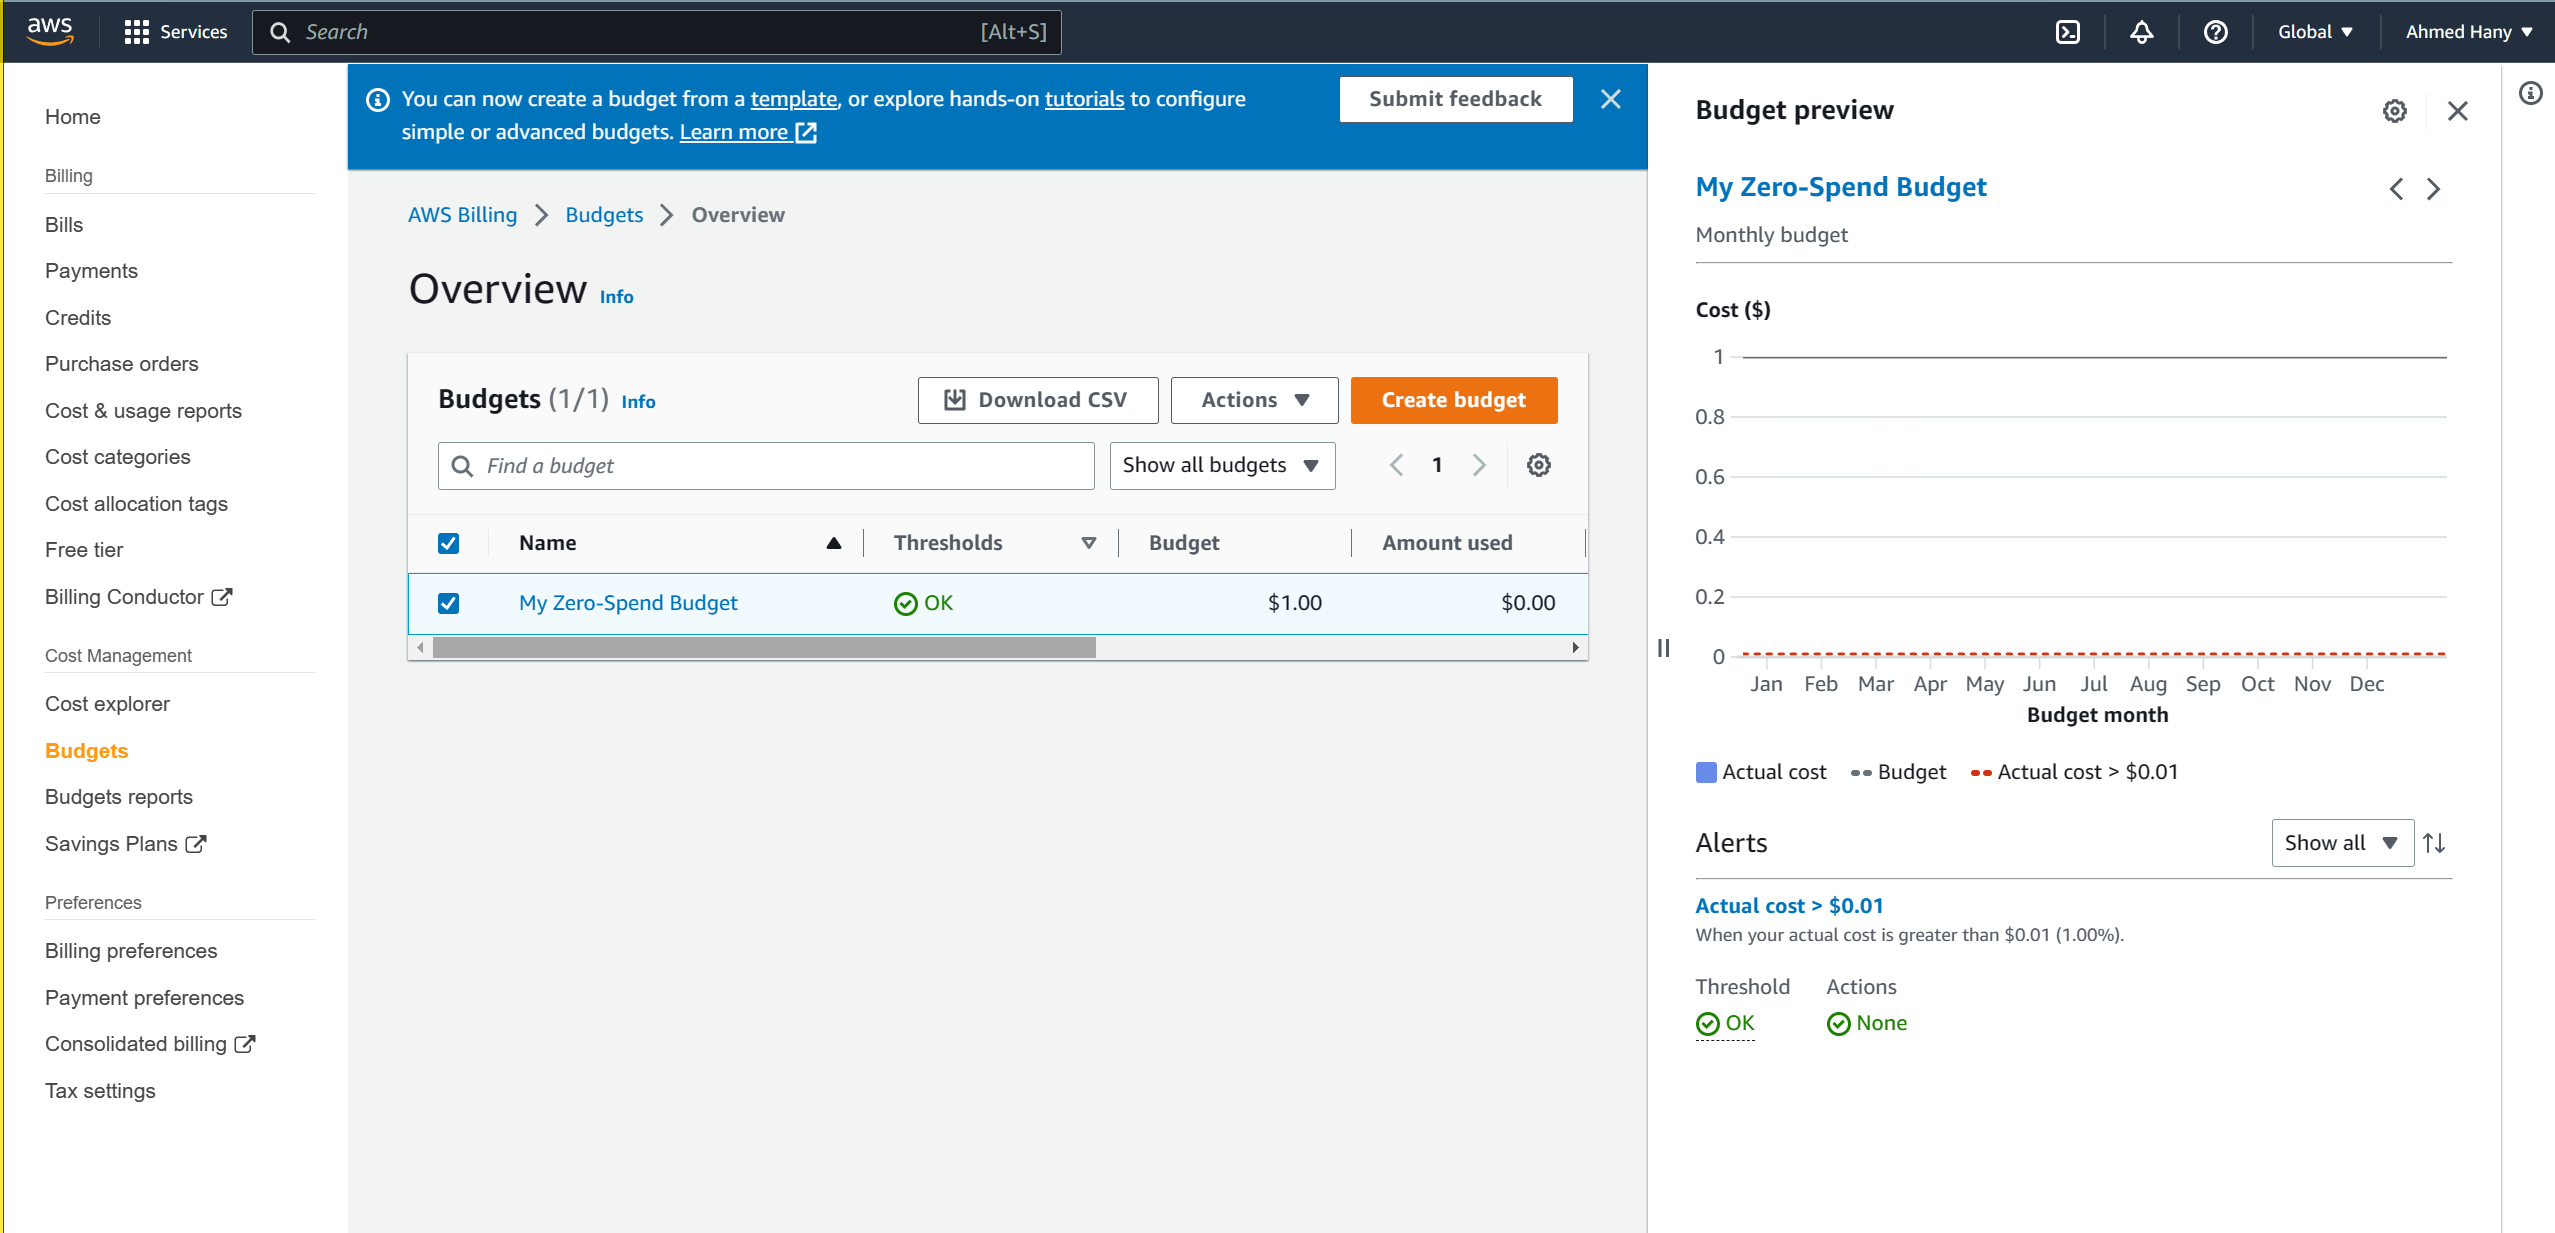 aws
Services
Search
[Alt+S]
Global
Ahmed Hany
Home
Billing
Bills
Payments
Credits
Purchase orders
Cost & usage reports
Cost categories
Cost allocation tags
Free tier
Billing Conductor
Cost Management
Cost explorer
Budgets
Budgets reports
Savings Plans
Preferences
Billing preferences
Payment preferences
Consolidated billing
Tax settings
You can now create a budget from a template, or explore hands-on tutorials to configure
simple or advanced budgets. Learn more
Submit feedback
AWS Billing
Budgets
Overview
Overview Info
Budgets (1/1) Info
Download CSV
Actions
Create budget
Find a budget
Show all budgets
1
Name
Thresholds
Budget
Amount used
My Zero-Spend Budget
OK
$1.00
$0.00
Budget preview
My Zero-Spend Budget
Monthly budget
Cost ($)
1
0.8
0.6
0.4
0.2
0
Jan Feb Mar Apr May Jun Jul Aug Sep Oct Nov Dec
Budget month
Actual cost
Budget
Actual cost > $0.01
Alerts
Show all
Actual cost > $0.01
When your actual cost is greater than $0.01 (1.00%).
Threshold
Actions
OK
None